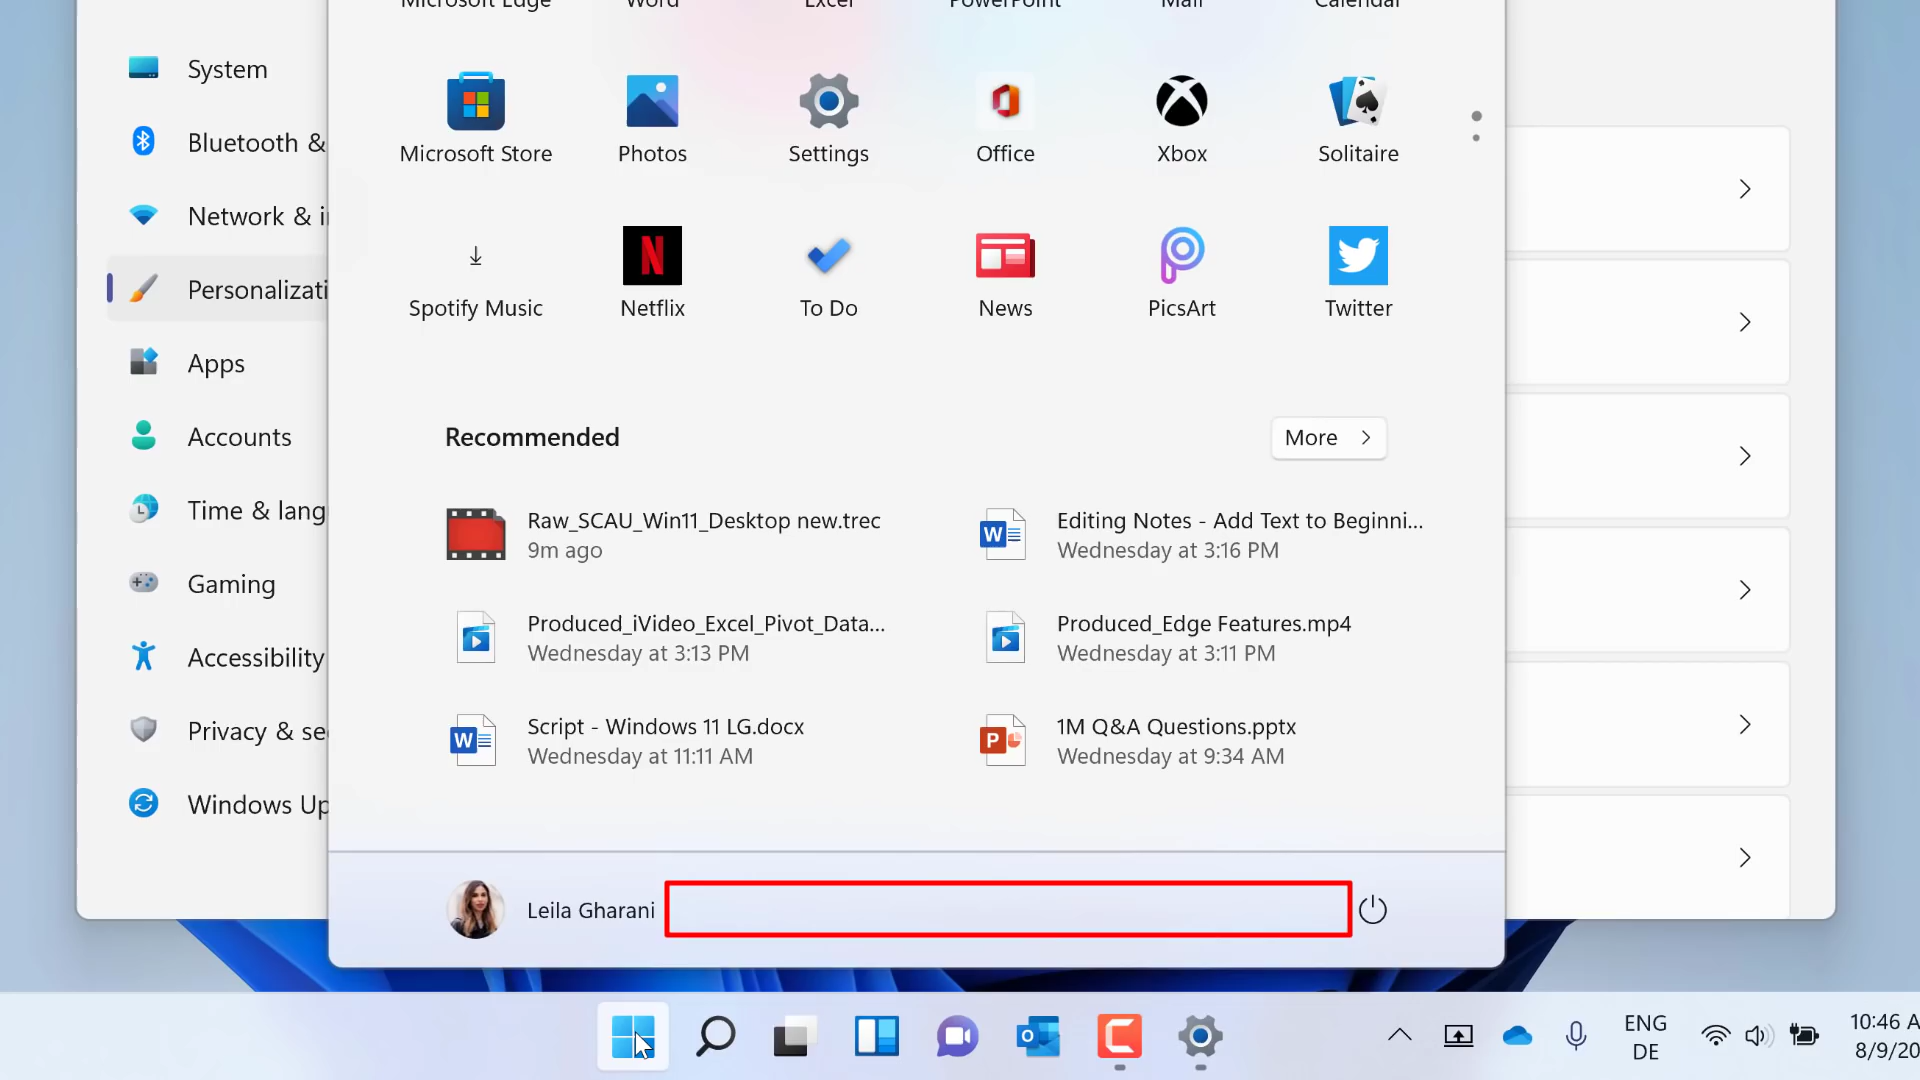 Microsoft Edge
Word
Excel
PowerPoint
Mail
Calendar
System
Bluetooth &
Network & i
Personalizati
Apps
Accounts
Time & lang
Gaming
Accessibility
Privacy & se
Windows Up
Microsoft Store
Photos
Settings
Office
Xbox
Solitaire
Spotify Music
Netflix
To Do
News
PicsArt
Twitter
Recommended
More
Raw_SCAU_Win11_Desktop new.trec
9m ago
Editing Notes - Add Text to Beginni...
Wednesday at 3:16 PM
Produced_iVideo_Excel_Pivot_Data...
Wednesday at 3:13 PM
Produced_Edge Features.mp4
Wednesday at 3:11 PM
Script - Windows 11 LG.docx
Wednesday at 11:11 AM
1M Q&A Questions.pptx
Wednesday at 9:34 AM
Leila Gharani
ENG
DE
10:46 A
8/9/20